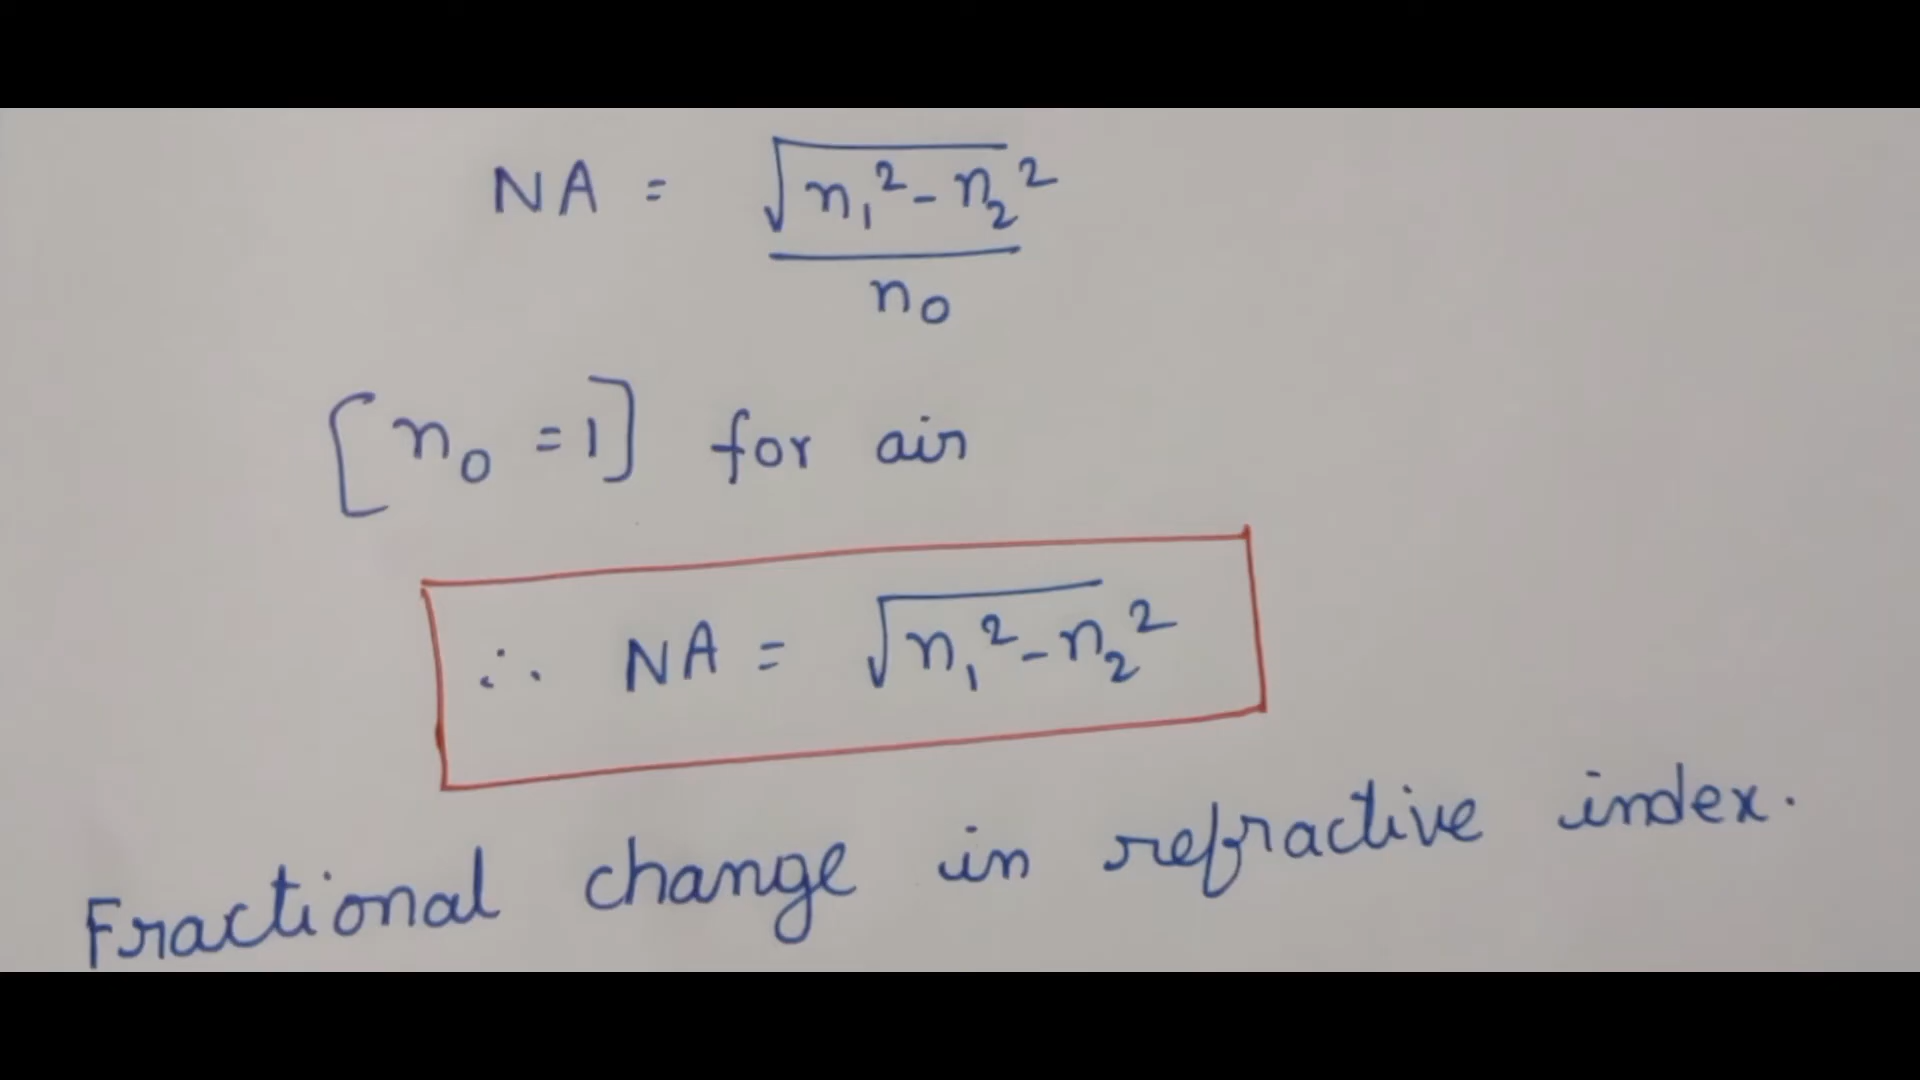 NA = √n₁² - n₂² / n₀
[n₀ = 1] for air
∴ NA = √n₁² - n₂²
Fractional change in refractive index.